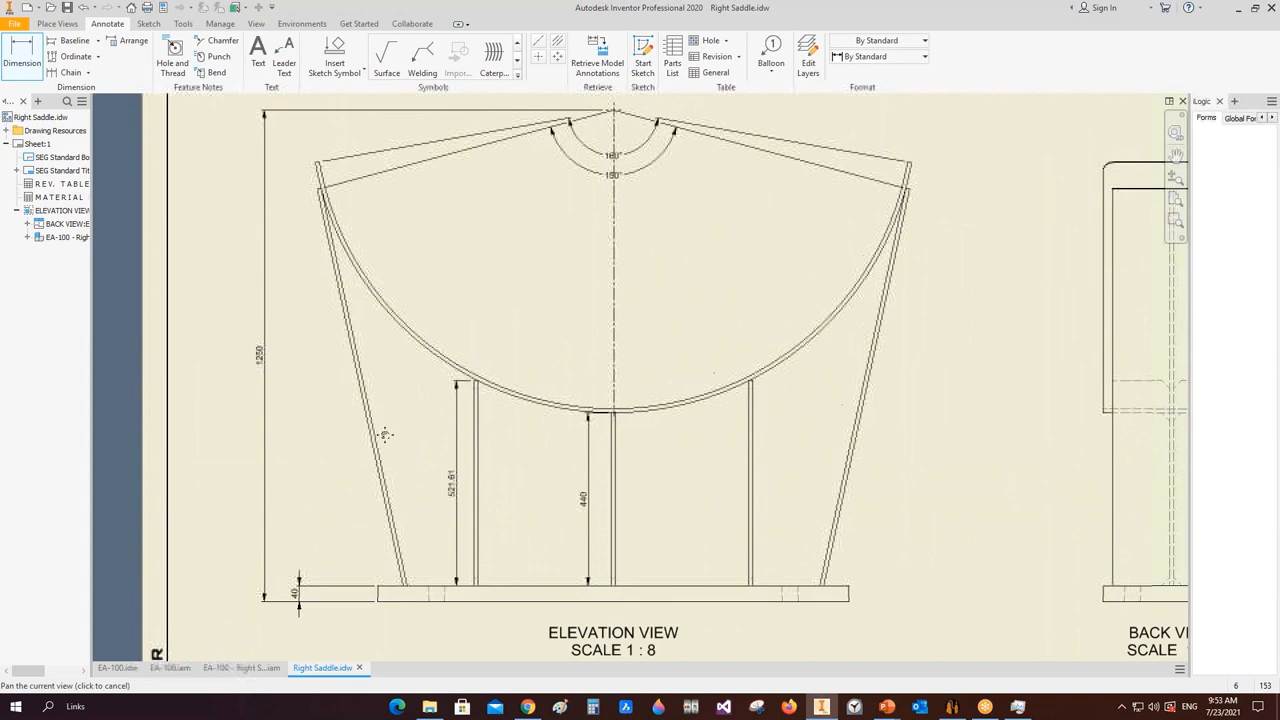 Autodesk Inventor Professional 2020 Right Saddle.idw
Sign In
File Place Views Annotate Sketch Tools Manage View Environments Get Started Collaborate
Dimension
Baseline
Ordinate
Chain
Arrange
Dimension
Hole and Thread
Chamfer
Punch
Bend
Feature Notes
Text
Leader Text
Text
Insert Sketch Symbol
Surface
Welding
Impor...
Caterp...
Symbols
Retrieve Model Annotations
Retrieve
Start Sketch
Sketch
Parts List
Hole
Revision
General
Table
Balloon
Edit Layers
By Standard
By Standard
Format
Right Saddle.idw
Drawing Resources
Sheet:1
SEG Standard Bo
SEG Standard Tit
REV. TABLE
MATERIAL
ELEVATION VIEW
BACK VIEW:E
EA-100 - Righ
Logic
Forms Global For
160°
150°
1250
521.61
440
40
ELEVATION VIEW
SCALE 1 : 8
BACK VI
SCALE
R
EA-100.idw
EA-100.iam
EA-100 - Right S...iam
Right Saddle.idw
Pan the current view (click to cancel)
6 153
Links
ENG
9:53 AM
7/23/2021